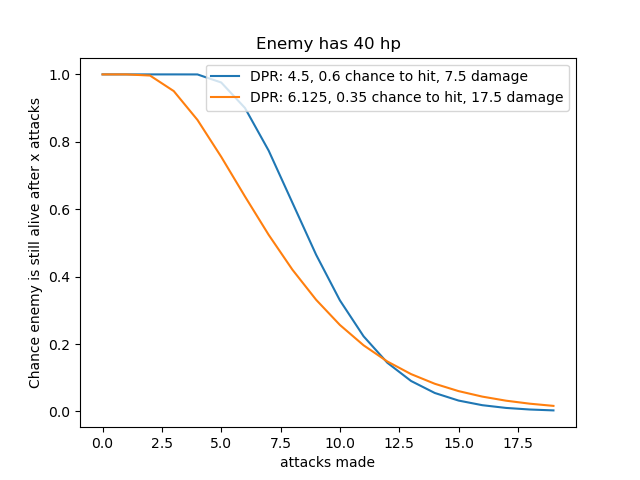 Enemy has 40 hp
DPR: 4.5, 0.6 chance to hit, 7.5 damage
DPR: 6.125, 0.35 chance to hit, 17.5 damage
Chance enemy is still alive after x attacks
1.0
0.8
0.6
0.4
0.2
0.0
0.0 2.5 5.0 7.5 10.0 12.5 15.0 17.5
attacks made